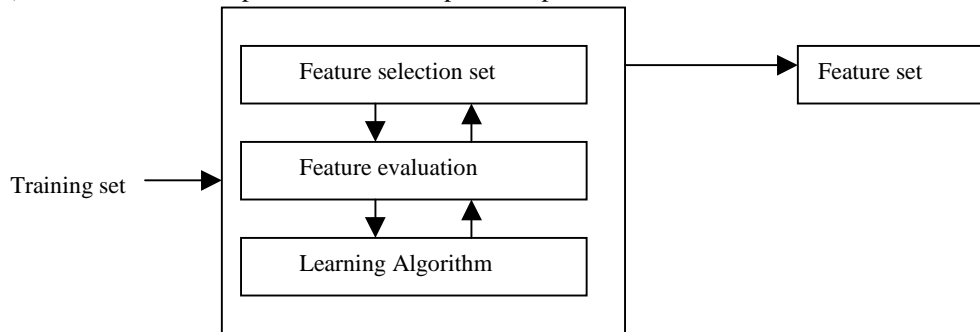 Feature selection set
Feature set
Feature evaluation
Training set
Learning Algorithm